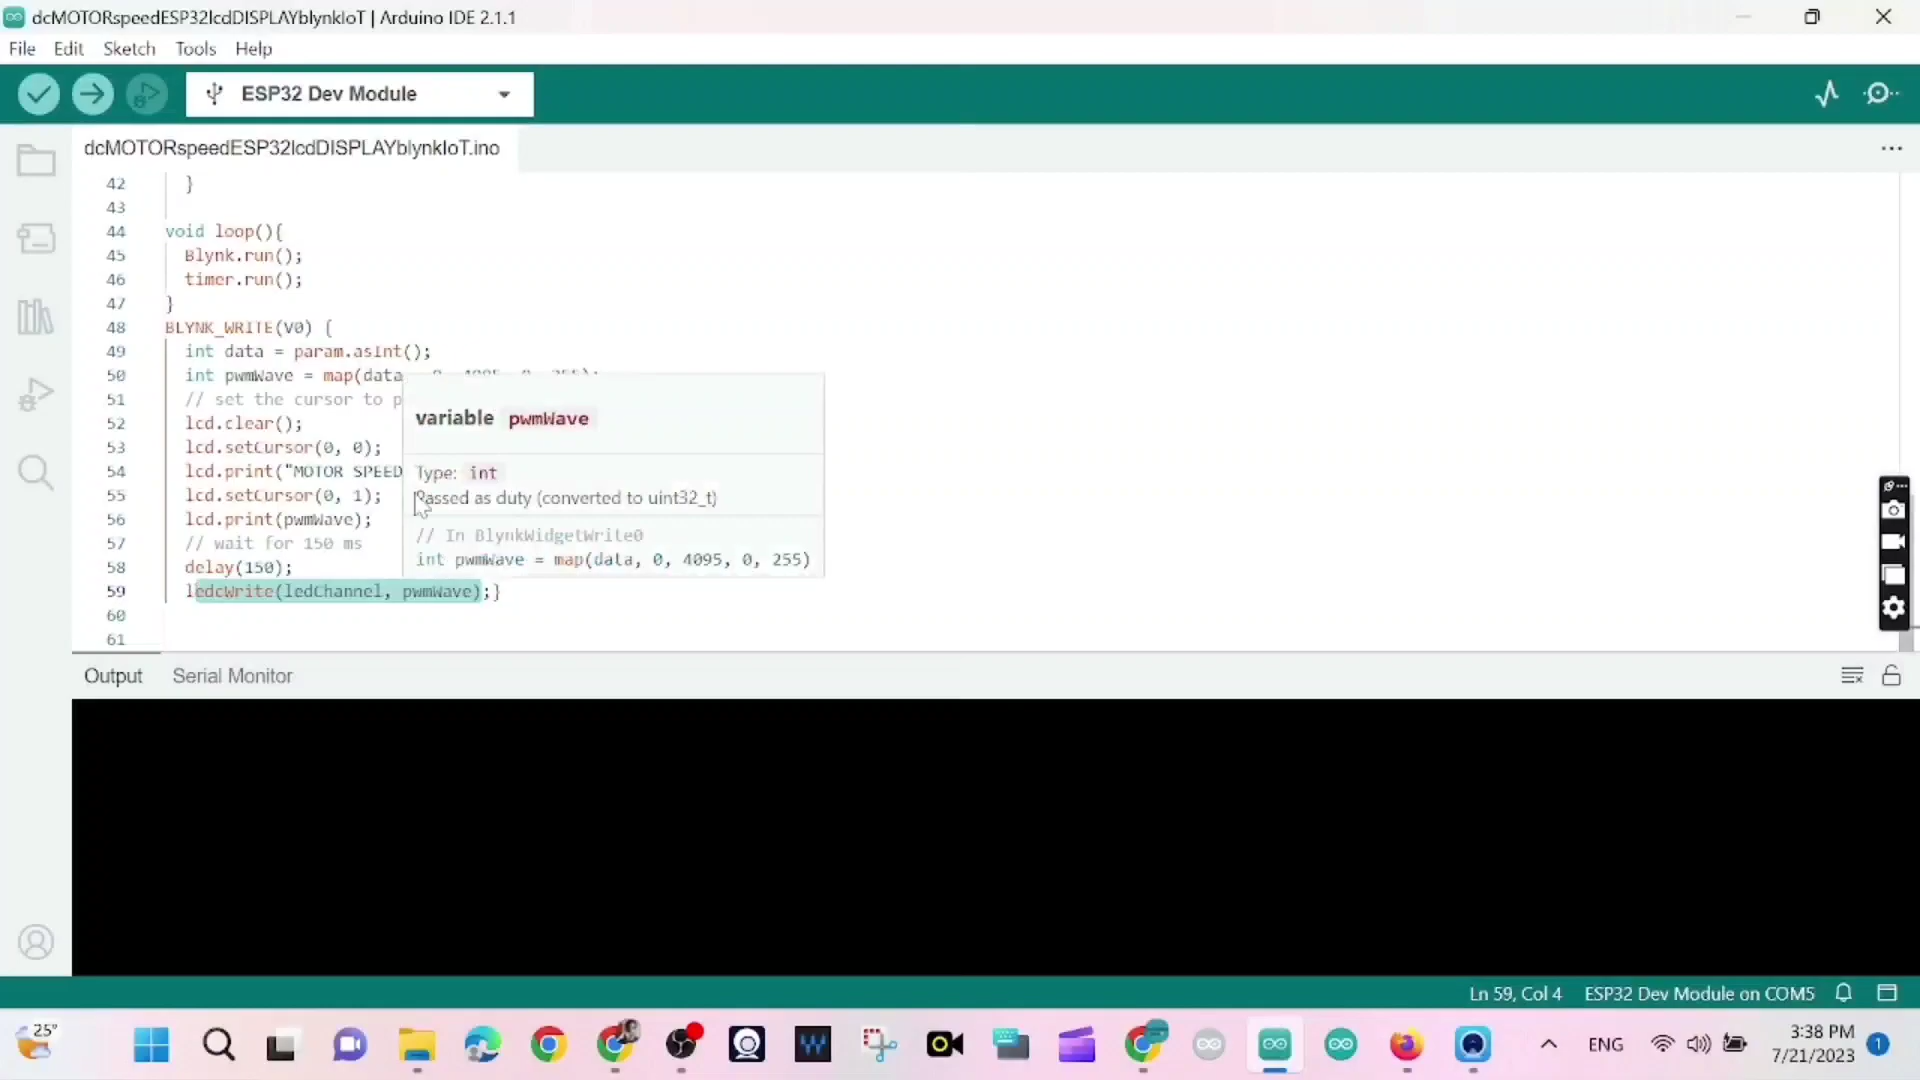 dcMOTORspeedESP32lcdDISPLAYblynkIoT | Arduino IDE 2.1.1
File Edit Sketch Tools Help
ESP32 Dev Module
dcMOTORspeedESP32lcdDISPLAYblynkIoT.ino
42 }
43
44 void loop(){
45 Blynk.run();
46 timer.run();
47 }
48 BLYNK_WRITE(V0) {
49 int data = param.asInt();
50 int pwmWave = map(data, 0, 4095, 0, 255);
51 // set the cursor to p
52 lcd.clear();
53 lcd.setCursor(0, 0);
54 lcd.print("MOTOR SPEED
55 lcd.setCursor(0, 1);
56 lcd.print(pwmWave);
57 // wait for 150 ms
58 delay(150);
59 ledcWrite(ledChannel, pwmWave);}
60
61
variable pwmWave
Type: int
Passed as duty (converted to uint32_t)
// In BlynkWidgetWrite0
int pwmWave = map(data, 0, 4095, 0, 255)
Output Serial Monitor
Ln 59, Col 4 ESP32 Dev Module on COM5
25°
ENG
3:38 PM
7/21/2023
1